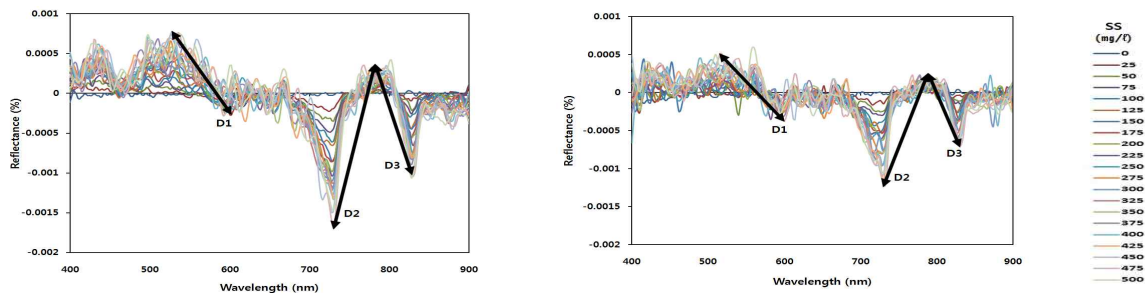 0.001
0.0005
0
-0.0005
-0.001
-0.0015
-0.002
Reflectance (%)
D1
D2
D3
400 500 600 700 800 900
Wavelength (nm)
0.001
0.0005
0
-0.0005
-0.001
-0.0015
-0.002
Reflectance (%)
D1
D2
D3
400 500 600 700 800 900
Wavelength (nm)
SS
(mg/ℓ)
0
25
50
75
100
125
150
175
200
225
250
275
300
325
350
375
400
425
450
475
500